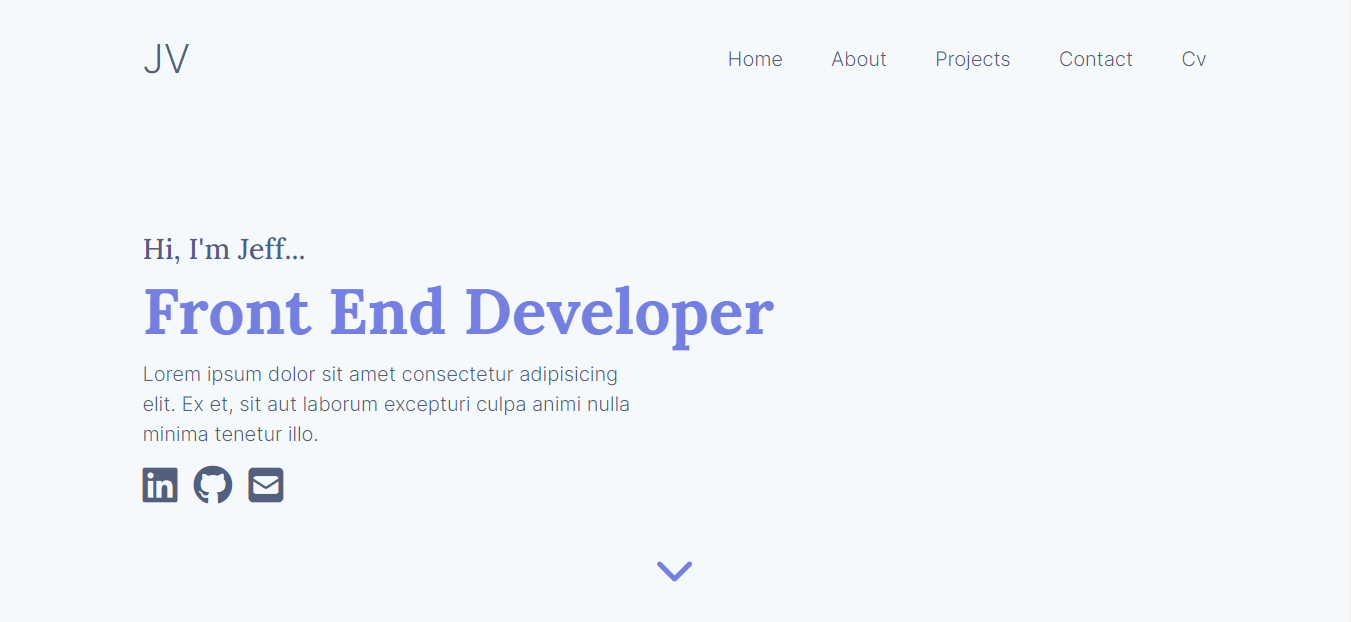 JV
Home About Projects Contact Cv
Hi, I'm Jeff...
Front End Developer
Lorem ipsum dolor sit amet consectetur adipisicing
elit. Ex et, sit aut laborum excepturi culpa animi nulla
minima tenetur illo.
in